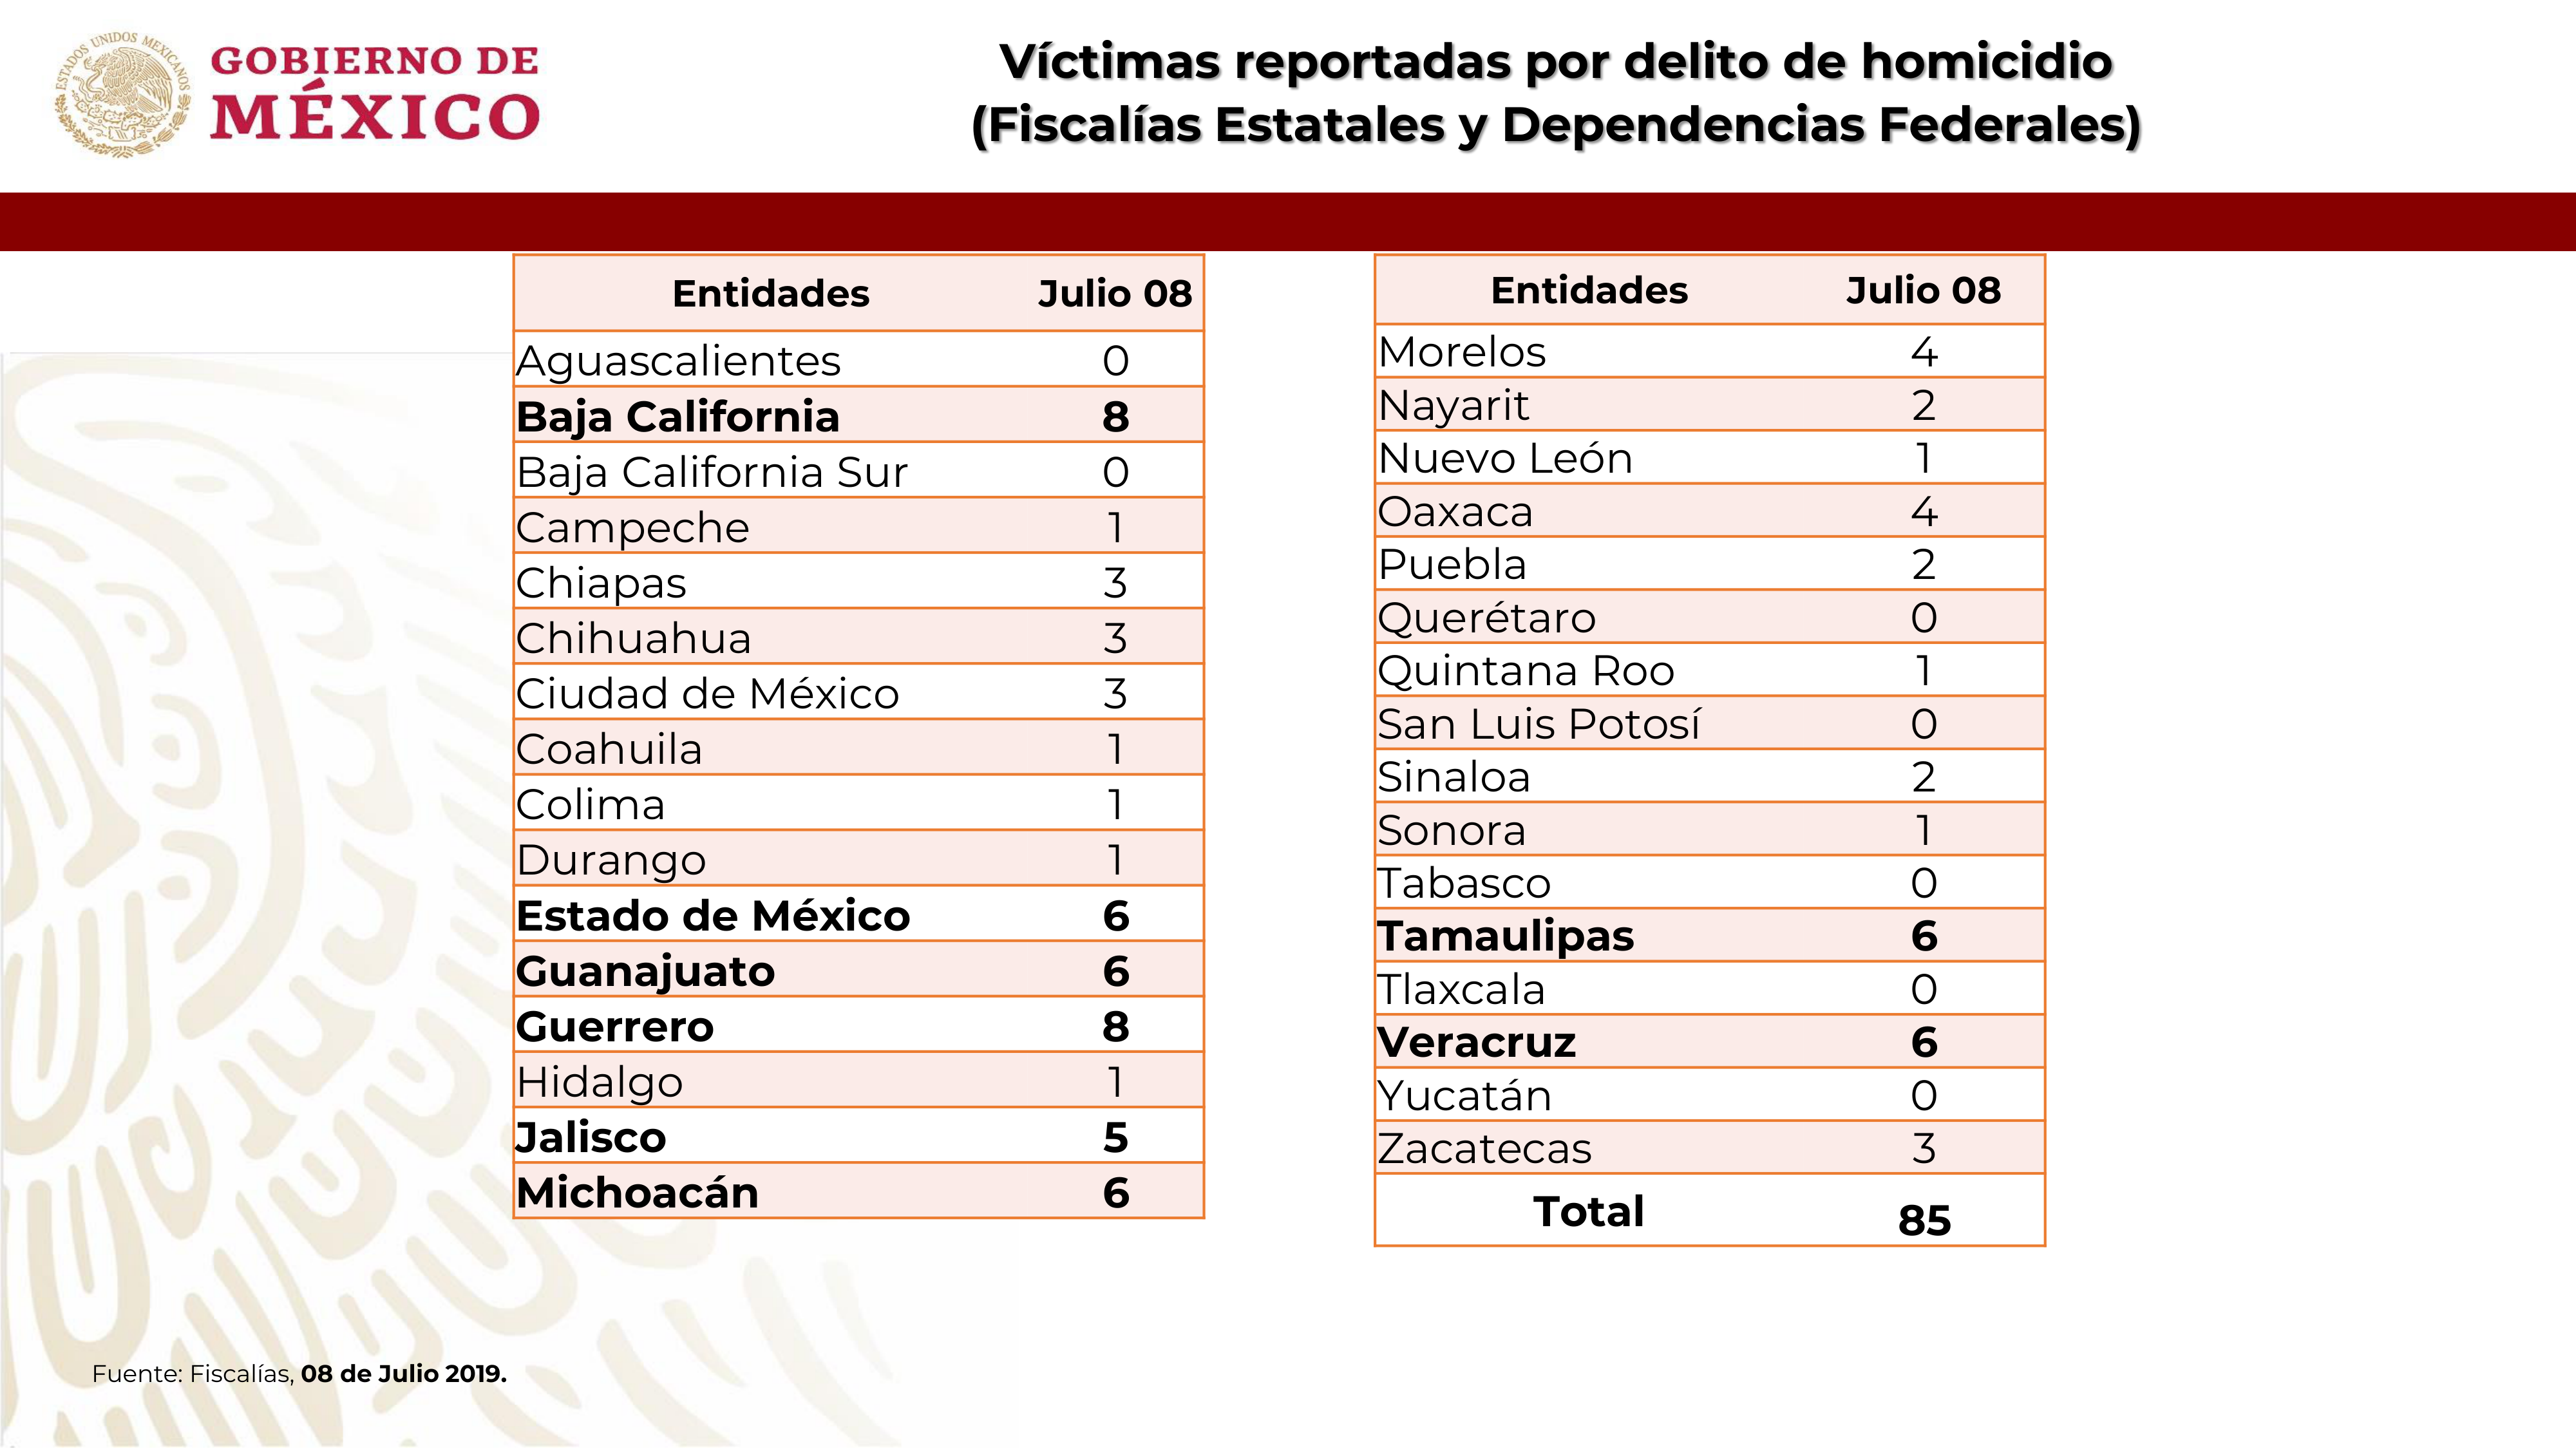 ESTADOS UNIDOS MEXICANOS
GOBIERNO DE
MÉXICO
Víctimas reportadas por delito de homicidio
(Fiscalías Estatales y Dependencias Federales)
Entidades Julio 08
Aguascalientes 0
Baja California 8
Baja California Sur 0
Campeche 1
Chiapas 3
Chihuahua 3
Ciudad de México 3
Coahuila 1
Colima 1
Durango 1
Estado de México 6
Guanajuato 6
Guerrero 8
Hidalgo 1
Jalisco 5
Michoacán 6
Entidades Julio 08
Morelos 4
Nayarit 2
Nuevo León 1
Oaxaca 4
Puebla 2
Querétaro 0
Quintana Roo 1
San Luis Potosí 0
Sinaloa 2
Sonora 1
Tabasco 0
Tamaulipas 6
Tlaxcala 0
Veracruz 6
Yucatán 0
Zacatecas 3
Total 85
Fuente: Fiscalías, 08 de Julio 2019.